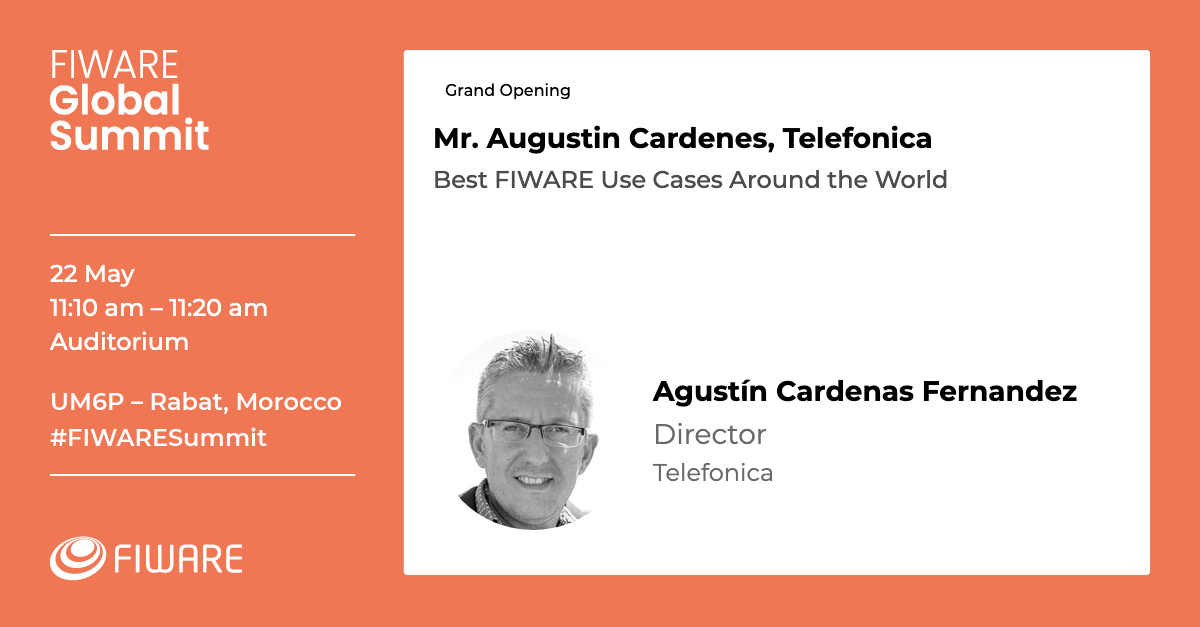 FIWARE
Global
Summit
22 May
11:10 am – 11:20 am
Auditorium
UM6P – Rabat, Morocco
#FIWARESummit
FIWARE
Grand Opening
Mr. Augustin Cardenes, Telefonica
Best FIWARE Use Cases Around the World
Agustín Cardenas Fernandez
Director
Telefonica